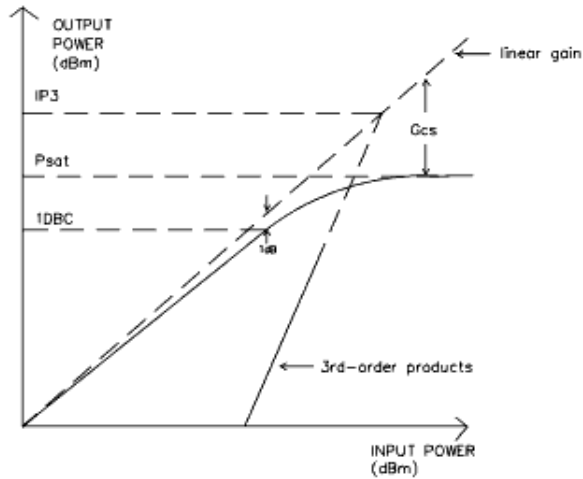 OUTPUT
POWER
(dBm)
linear gain
IP3
Gcs
Psat
1DBC
1dB
3rd-order products
INPUT POWER
(dBm)